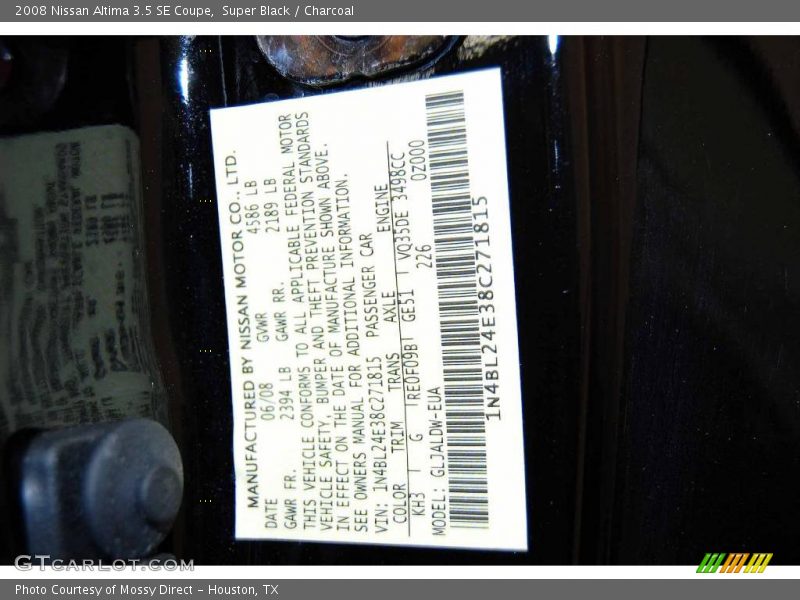 2008 Nissan Altima 3.5 SE Coupe,  Super Black / Charcoal
MANUFACTURED BY NISSAN MOTOR CO., LTD.
DATE 06/08 GVWR 4586 LB
GAWR FR. 2394 LB GAWR RR. 2189 LB
THIS VEHICLE CONFORMS TO ALL APPLICABLE FEDERAL MOTOR
VEHICLE SAFETY, BUMPER AND THEFT PREVENTION STANDARDS
IN EFFECT ON THE DATE OF MANUFACTURE SHOWN ABOVE.
SEE OWNERS MANUAL FOR ADDITIONAL INFORMATION.
VIN: 1N4BL24E38C271815 PASSENGER CAR
COLOR TRIM TRANS AXLE ENGINE
KH3 G RE0F09B GE51 VQ35DE 3498CC
226 0Z000
MODEL: GLJALDW-EUA
1N4BL24E38C271815
GTCARLOT.COM
Photo Courtesy of Mossy Direct – Houston, TX